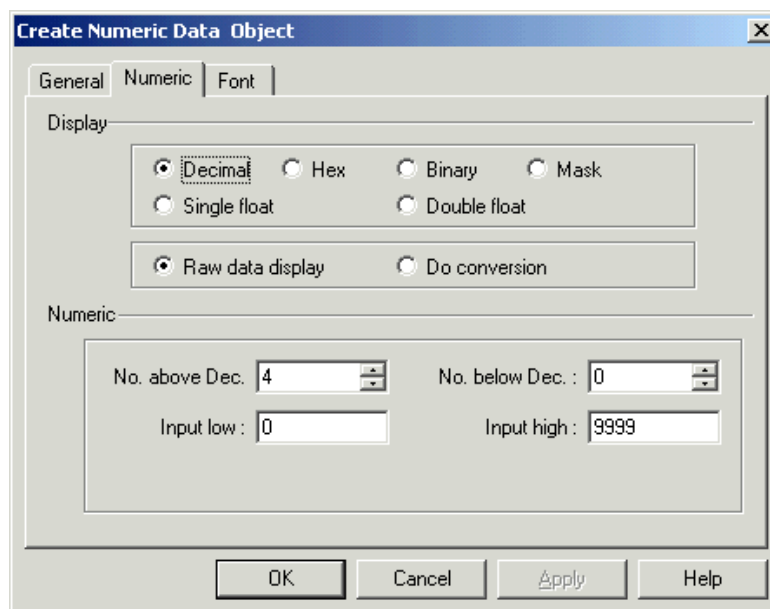 Create Numeric Data Object
General Numeric Font
Display
Decimal Hex Binary Mask
Single float Double float
Raw data display Do conversion
Numeric
No. above Dec. 4 No. below Dec. : 0
Input low : 0 Input high : 9999
OK Cancel Apply Help